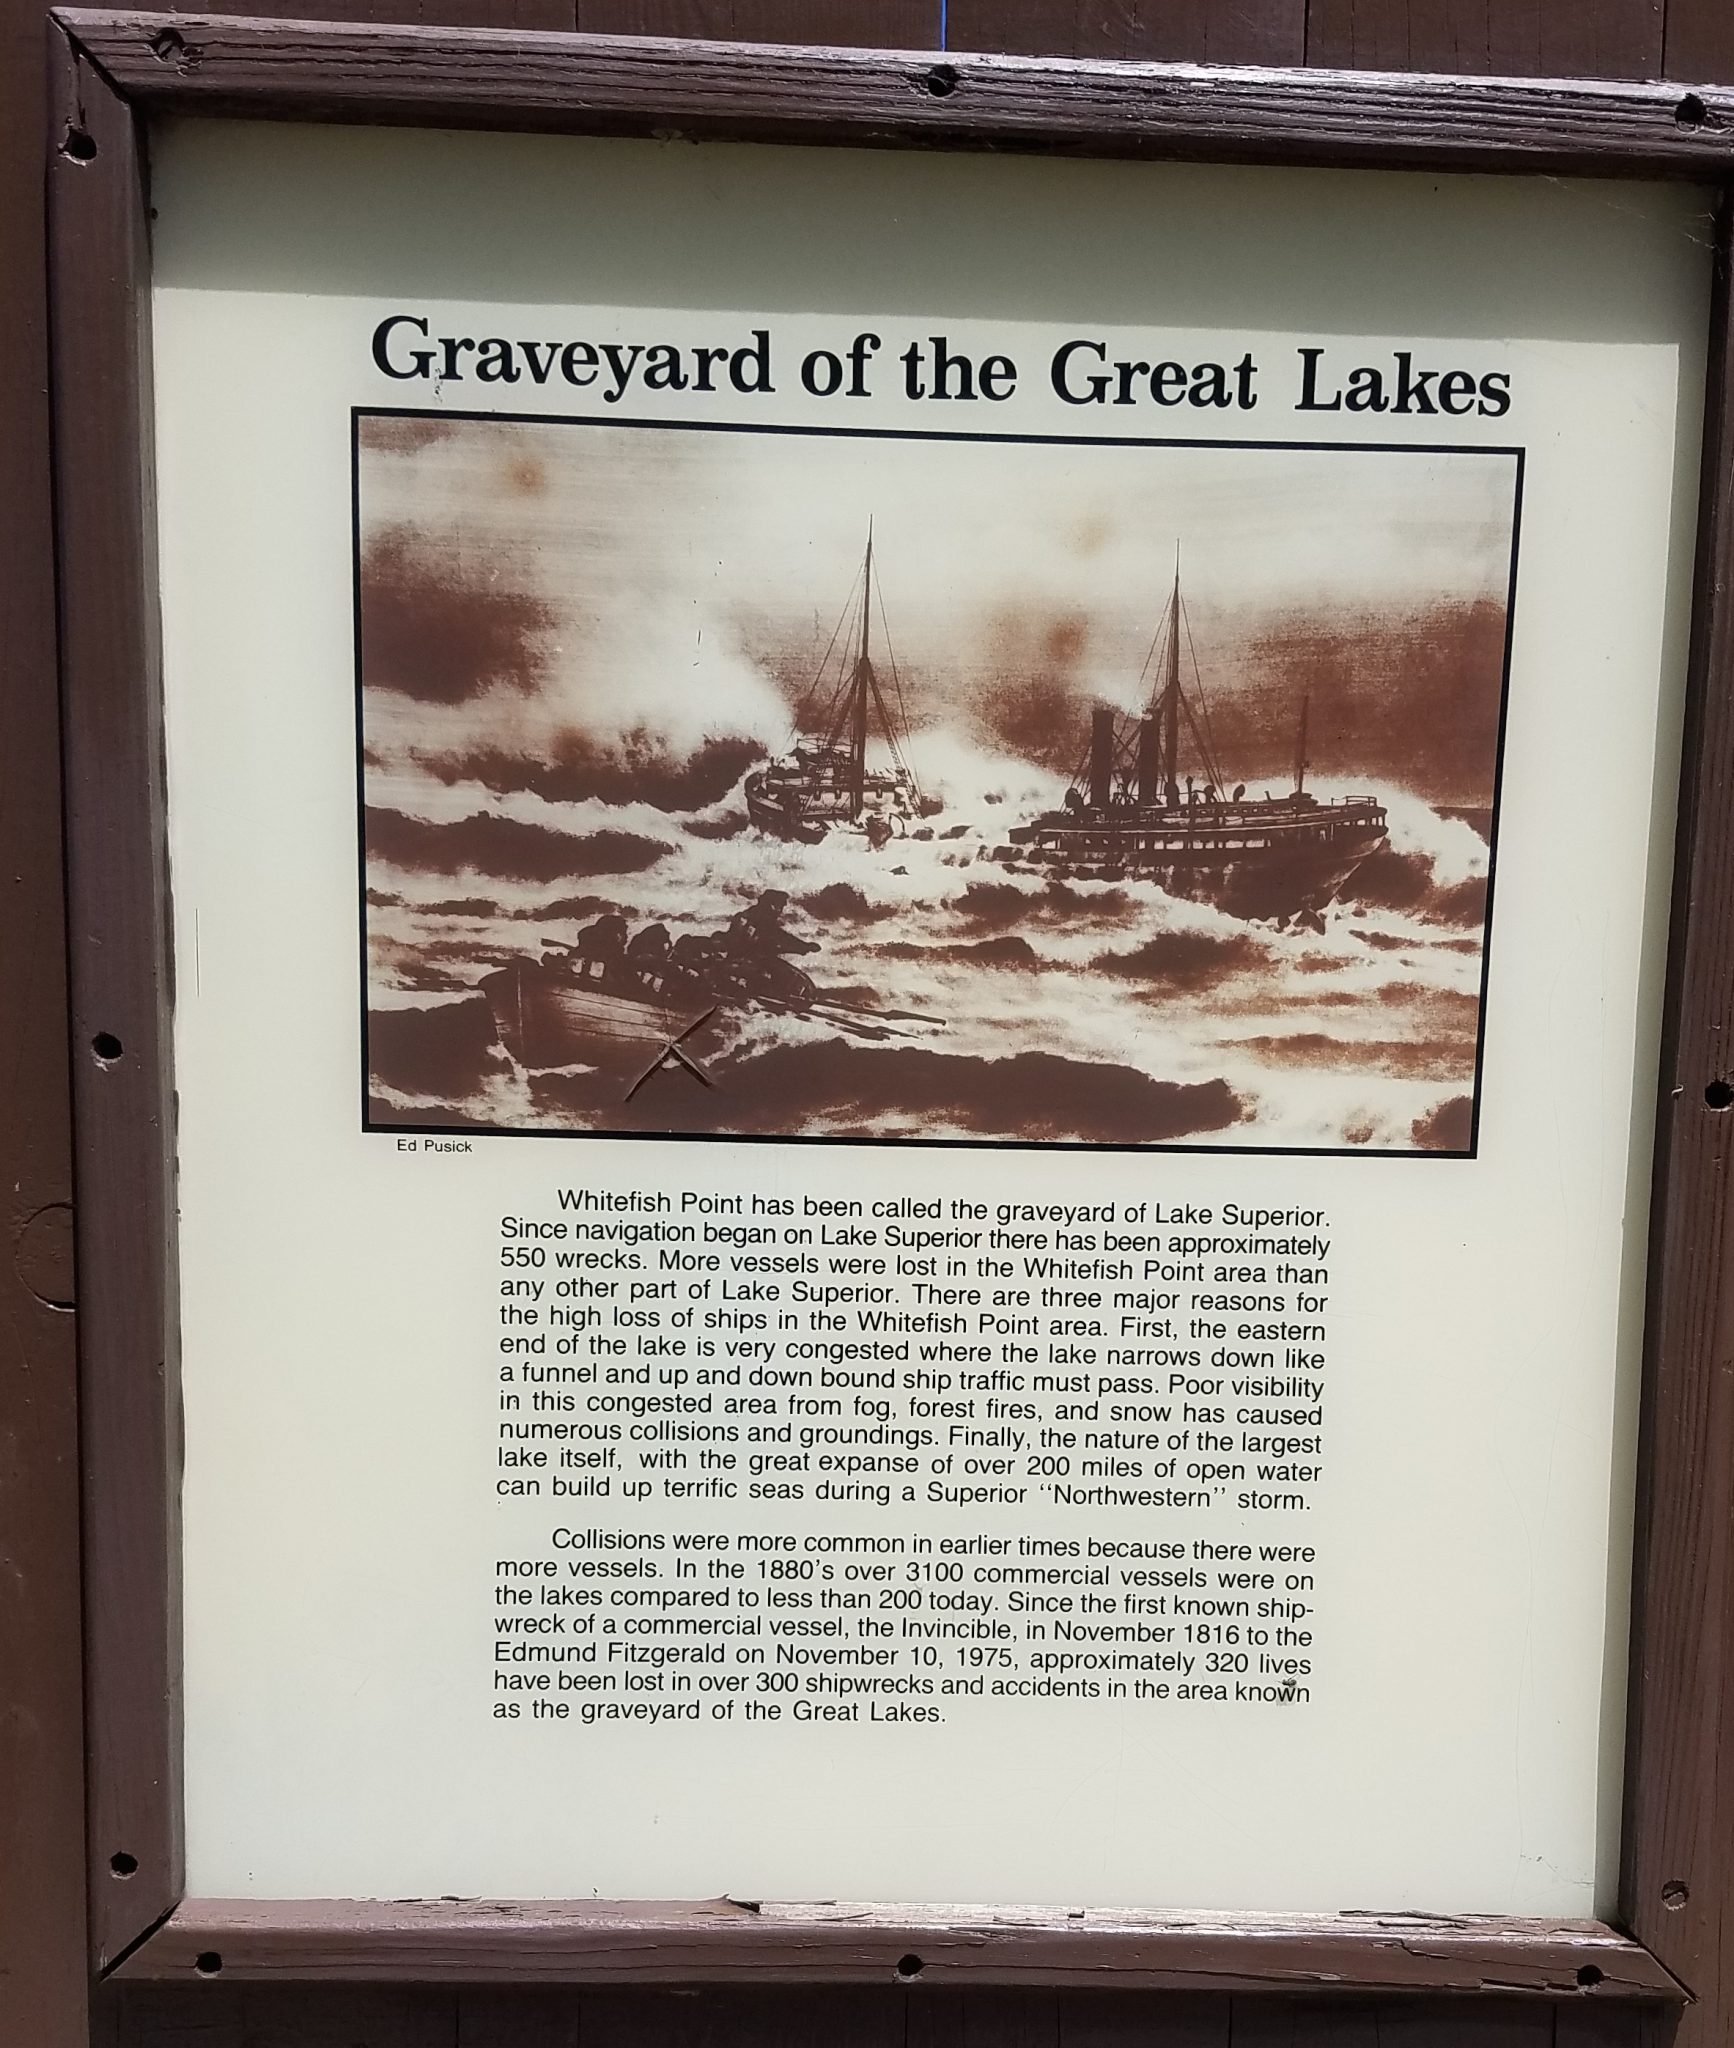 Graveyard of the Great Lakes
Ed Pusick
Whitefish Point has been called the graveyard of Lake Superior.
Since navigation began on Lake Superior there has been approximately
550 wrecks. More vessels were lost in the Whitefish Point area than
any other part of Lake Superior. There are three major reasons for
the high loss of ships in the Whitefish Point area. First, the eastern
end of the lake is very congested where the lake narrows down like
a funnel and up and down bound ship traffic must pass. Poor visibility
in this congested area from fog, forest fires, and snow has caused
numerous collisions and groundings. Finally, the nature of the largest
lake itself, with the great expanse of over 200 miles of open water
can build up terrific seas during a Superior ‘‘Northwestern’’ storm.
Collisions were more common in earlier times because there were
more vessels. In the 1880's over 3100 commercial vessels were on
the lakes compared to less than 200 today. Since the first known ship-
wreck of a commercial vessel, the Invincible, in November 1816 to the
Edmund Fitzgerald on November 10, 1975, approximately 320 lives
have been lost in over 300 shipwrecks and accidents in the area known
as the graveyard of the Great Lakes.